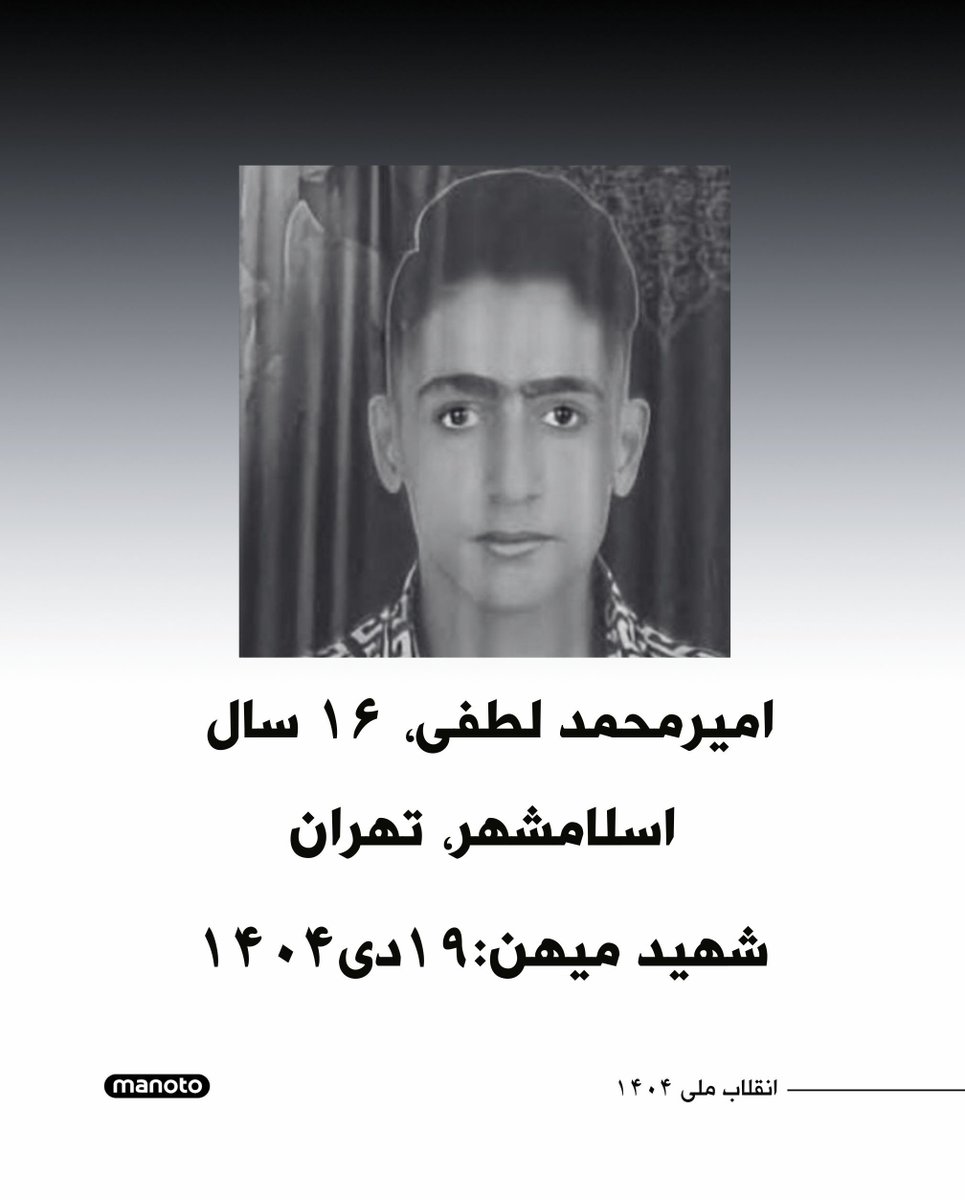 امیرمحمد لطفی، ۱۶ سال
اسلامشهر، تهران
شهید میهن:۱۹دی۱۴۰۴
انقلاب ملی ۱۴۰۴
manoto